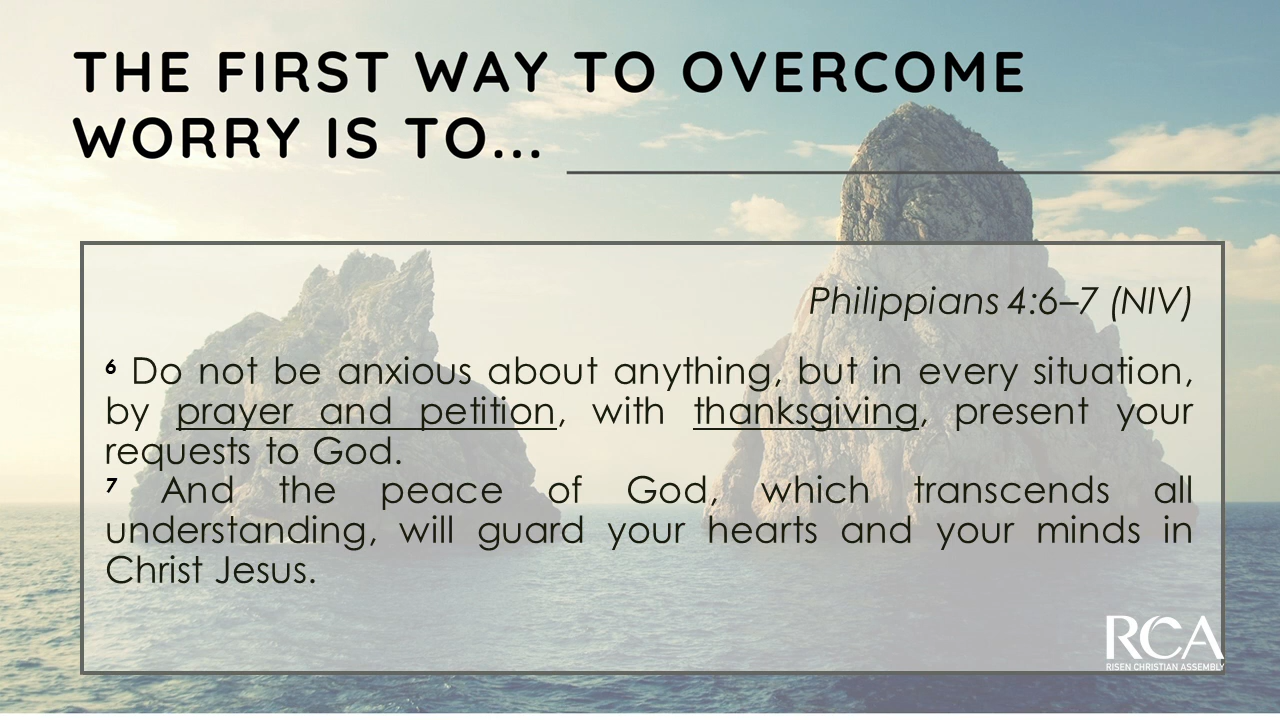 THE FIRST WAY TO OVERCOME
WORRY IS TO...
Philippians 4:6–7 (NIV)
6 Do not be anxious about anything, but in every situation,
by prayer and petition, with thanksgiving, present your
requests to God.
7 And the peace of God, which transcends all
understanding, will guard your hearts and your minds in
Christ Jesus.
RCA
RISEN CHRISTIAN ASSEMBLY